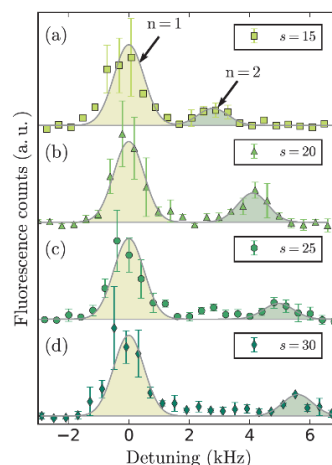 (a)
n=1
s = 15
n=2
(b)
s = 20
(c)
s = 25
(d)
s = 30
Fluorescence counts (a. u.)
−2 0 2 4 6
Detuning (kHz)